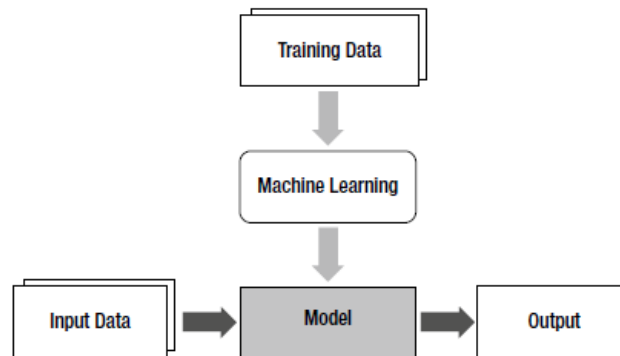 Training Data
Machine Learning
Input Data
Model
Output